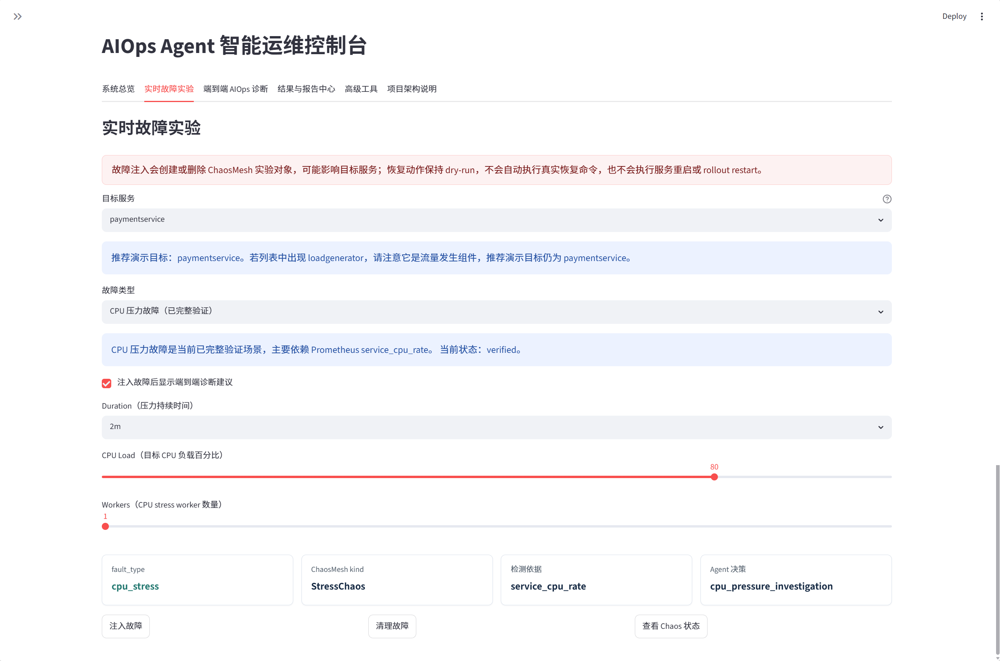 Deploy
AIOps Agent 智能运维控制台
系统总览 实时故障实验 端到端 AIOps 诊断 结果与报告中心 高级工具 项目架构说明
实时故障实验
故障注入会创建或删除 ChaosMesh 实验对象，可能影响目标服务；恢复动作保持 dry-run，不会自动执行真实恢复命令，也不会执行服务重启或 rollout restart。
目标服务
paymentservice
推荐演示目标：paymentservice。若列表中出现 loadgenerator，请注意它是流量发生组件，推荐演示目标仍为 paymentservice。
故障类型
CPU 压力故障（已完整验证）
CPU 压力故障是当前已完整验证场景，主要依赖 Prometheus service_cpu_rate。 当前状态：verified。
注入故障后显示端到端诊断建议
Duration（压力持续时间）
2m
CPU Load（目标 CPU 负载百分比）
80
Workers（CPU stress worker 数量）
1
fault_type ChaosMesh kind 检测依据 Agent 决策
cpu_stress StressChaos service_cpu_rate cpu_pressure_investigation
注入故障 清理故障 查看 Chaos 状态